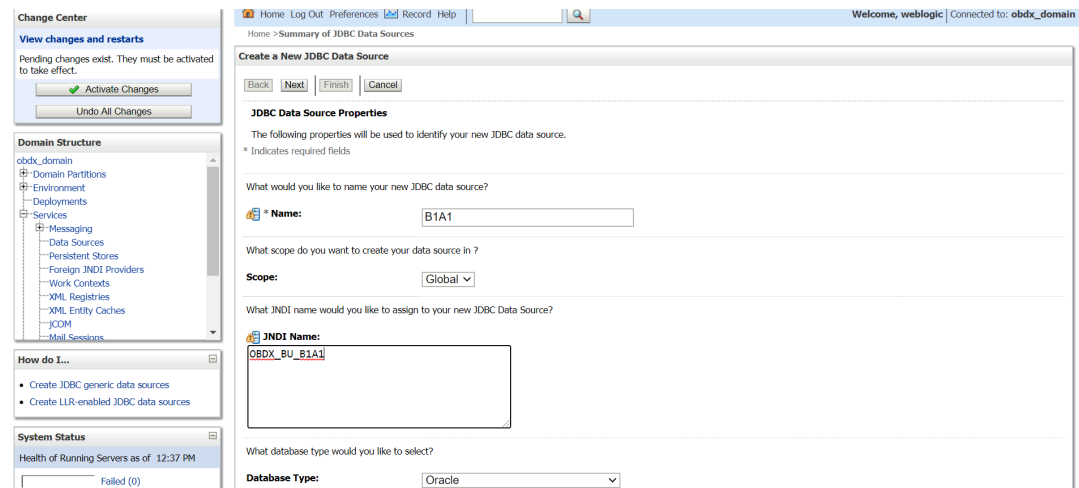 Change Center
View changes and restarts
Pending changes exist. They must be activated
to take effect.
Activate Changes
Undo All Changes
Domain Structure
obdx_domain
Domain Partitions
Environment
Deployments
Services
Messaging
Data Sources
Persistent Stores
Foreign JNDI Providers
Work Contexts
XML Registries
XML Entity Caches
jCOM
Mail Sessions
How do I...
Create JDBC generic data sources
Create LLR-enabled JDBC data sources
System Status
Health of Running Servers as of 12:37 PM
Failed (0)
Home Log Out Preferences Record Help
Welcome, weblogic Connected to: obdx_domain
Home >Summary of JDBC Data Sources
Create a New JDBC Data Source
Back Next Finish Cancel
JDBC Data Source Properties
The following properties will be used to identify your new JDBC data source.
* Indicates required fields
What would you like to name your new JDBC data source?
* Name: B1A1
What scope do you want to create your data source in ?
Scope: Global
What JNDI name would you like to assign to your new JDBC Data Source?
JNDI Name:
OBDX_BU_B1A1
What database type would you like to select?
Database Type: Oracle